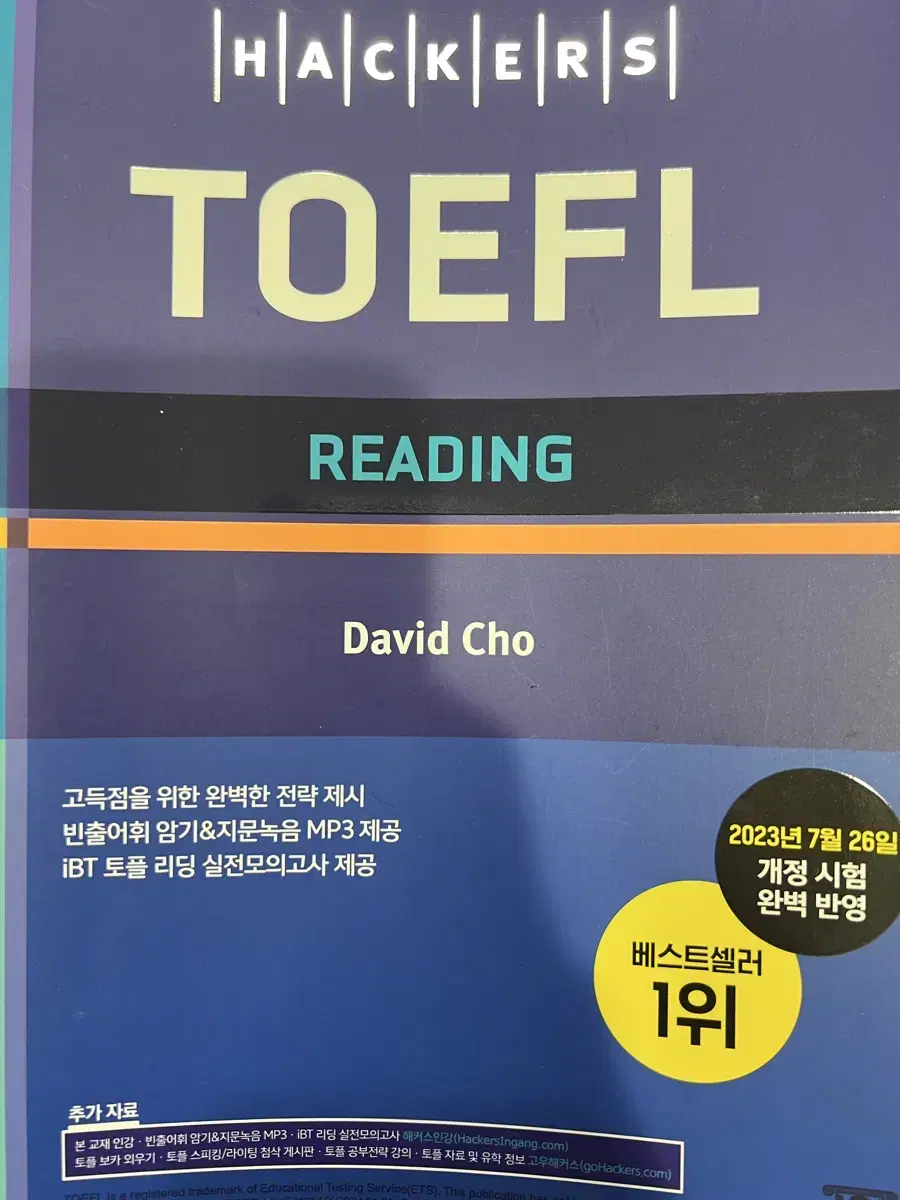 HACKERS
TOEFL
READING
David Cho
고득점을 위한 완벽한 전략 제시
빈출어휘 암기&지문녹음 MP3 제공
iBT 토플 리딩 실전모의고사 제공
2023년 7월 26일
개정 시험
완벽 반영
베스트셀러
1위
추가 자료
본 교재 인강 · 빈출어휘 암기&지문녹음 MP3 · iBT 리딩 실전모의고사 해커스인강(HackersIngang.com)
토플 보카 외우기 · 토플 스피킹/라이팅 첨삭 게시판 · 토플 공부전략 강의 · 토플 자료 및 유학 정보 고우해커스(goHackers.com)
TOEFL is a registered trademark of Educational Testing Service(ETS). This publication has